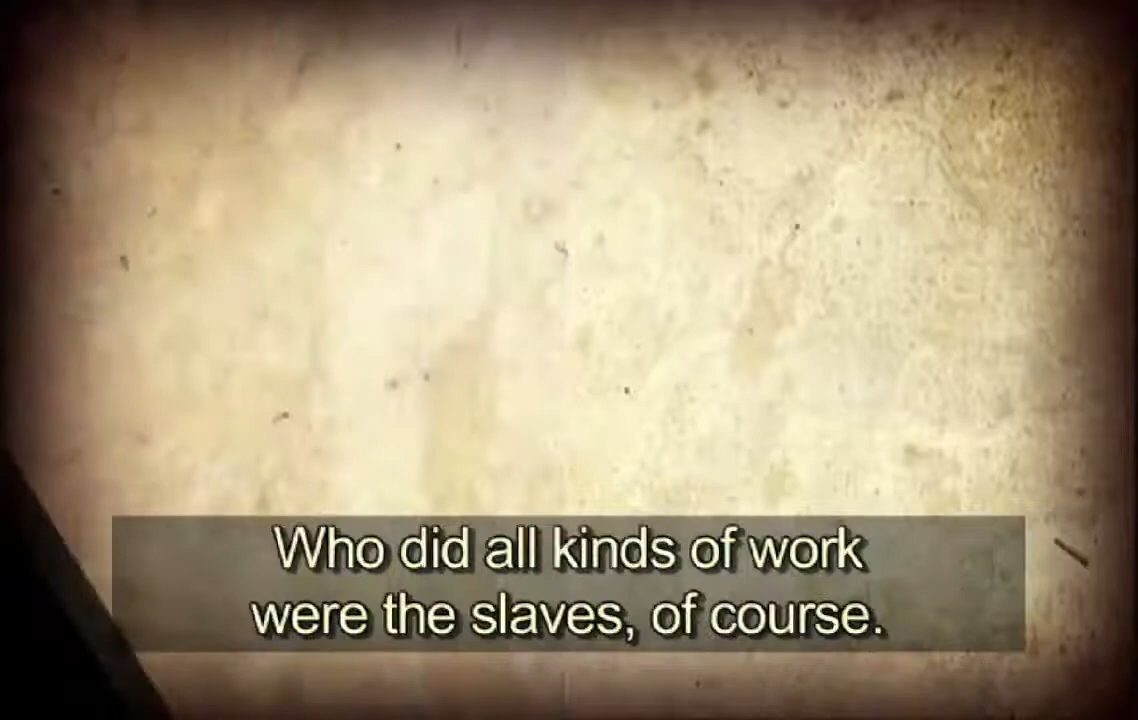 Who did all kinds of work
were the slaves, of course.